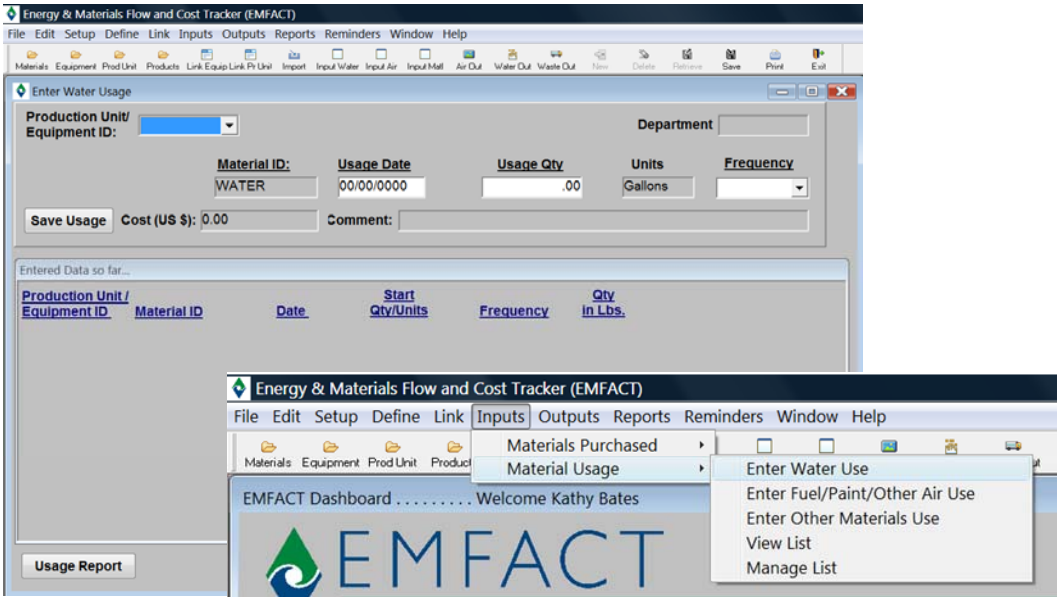 Energy & Materials Flow and Cost Tracker (EMFACT)
File Edit Setup Define Link Inputs Outputs Reports Reminders Window Help
Materials Equipment Prod Unit Products Link Equip Link Pr Unit Import Input Water Input Air Input Matl Air Out Water Out Waste Out New Delete Retrieve Save Print Exit
Enter Water Usage
Production Unit/
Equipment ID:
Department
Material ID: Usage Date Usage Qty Units Frequency
WATER 00/00/0000 .00 Gallons
Save Usage Cost (US $): 0.00 Comment:
Entered Data so far...
Production Unit / Start Qty
Equipment ID Material ID Date Qty/Units Frequency in Lbs.
Usage Report
Energy & Materials Flow and Cost Tracker (EMFACT)
File Edit Setup Define Link Inputs Outputs Reports Reminders Window Help
Materials Equipment Prod Unit Product
Materials Purchased
Material Usage
Enter Water Use
Enter Fuel/Paint/Other Air Use
Enter Other Materials Use
View List
Manage List
EMFACT Dashboard . . . . . . . . . Welcome Kathy Bates
EMFACT